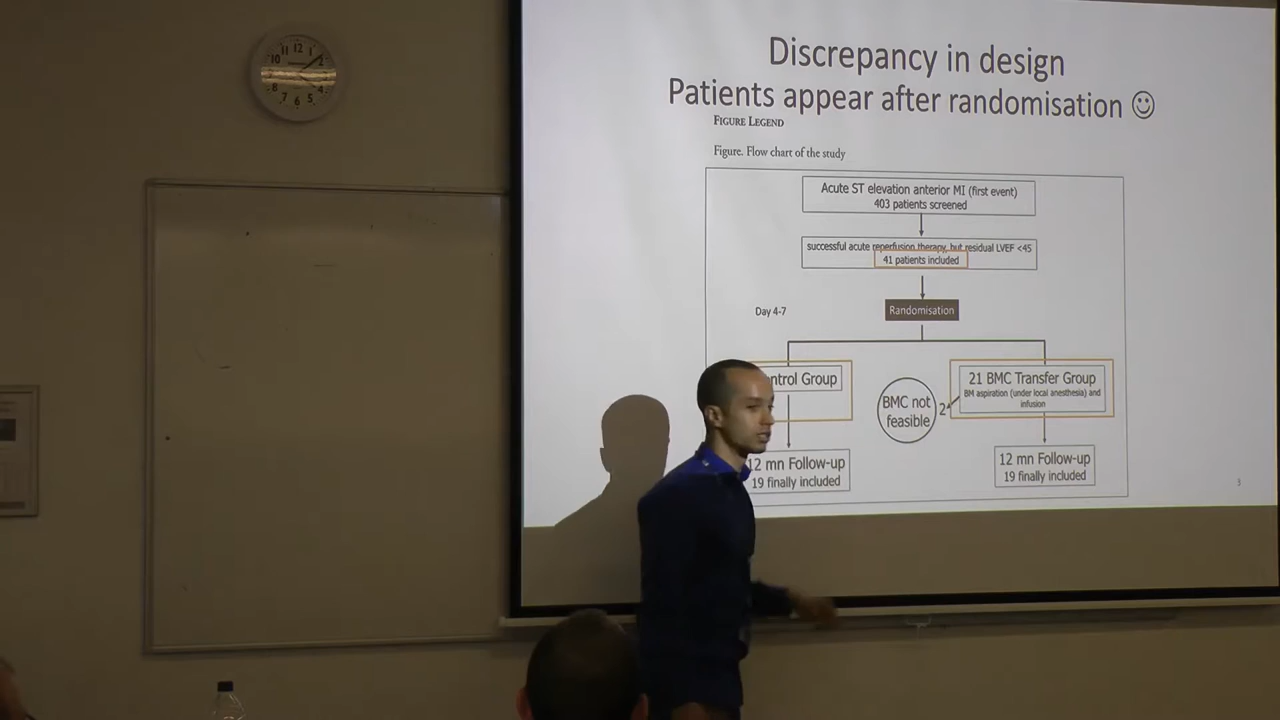 Discrepancy in design
Patients appear after randomisation ☺
FIGURE LEGEND
Figure. Flow chart of the study
Acute ST elevation anterior MI (first event)
403 patients screened
successful acute reperfusion therapy, but residual LVEF <45
41 patients included
Day 4-7
Randomisation
ntrol Group
BMC not
feasible
2
21 BMC Transfer Group
BM aspiration (under local anesthesia) and
infusion
12 mn Follow-up
19 finally included
12 mn Follow-up
19 finally included
3
12
1
2
4
5
6
7
8
10
11